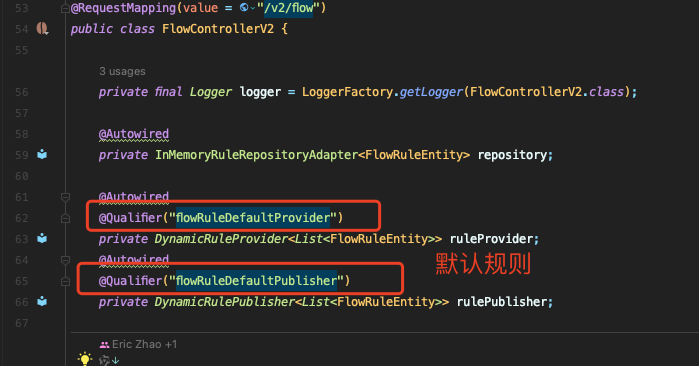 53 @RequestMapping(value = "/v2/flow")
54 public class FlowControllerV2 {
55
3 usages
56 private final Logger logger = LoggerFactory.getLogger(FlowControllerV2.class);
57
58 @Autowired
59 private InMemoryRuleRepositoryAdapter<FlowRuleEntity> repository;
60
61 @Autowired
62 @Qualifier("flowRuleDefaultProvider")
63 private DynamicRuleProvider<List<FlowRuleEntity>> ruleProvider;
64 @Autowired
默认规则
65 @Qualifier("flowRuleDefaultPublisher")
66 private DynamicRulePublisher<List<FlowRuleEntity>> rulePublisher;
67
Eric Zhao +1